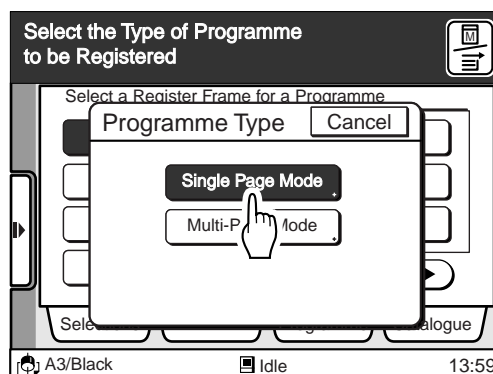 Select the Type of Programme
to be Registered
M
Select a Register Frame for a Programme
Programme Type
Cancel
Single Page Mode
Multi-P Mode
Sele alogue
A3/Black
Idle
13:59